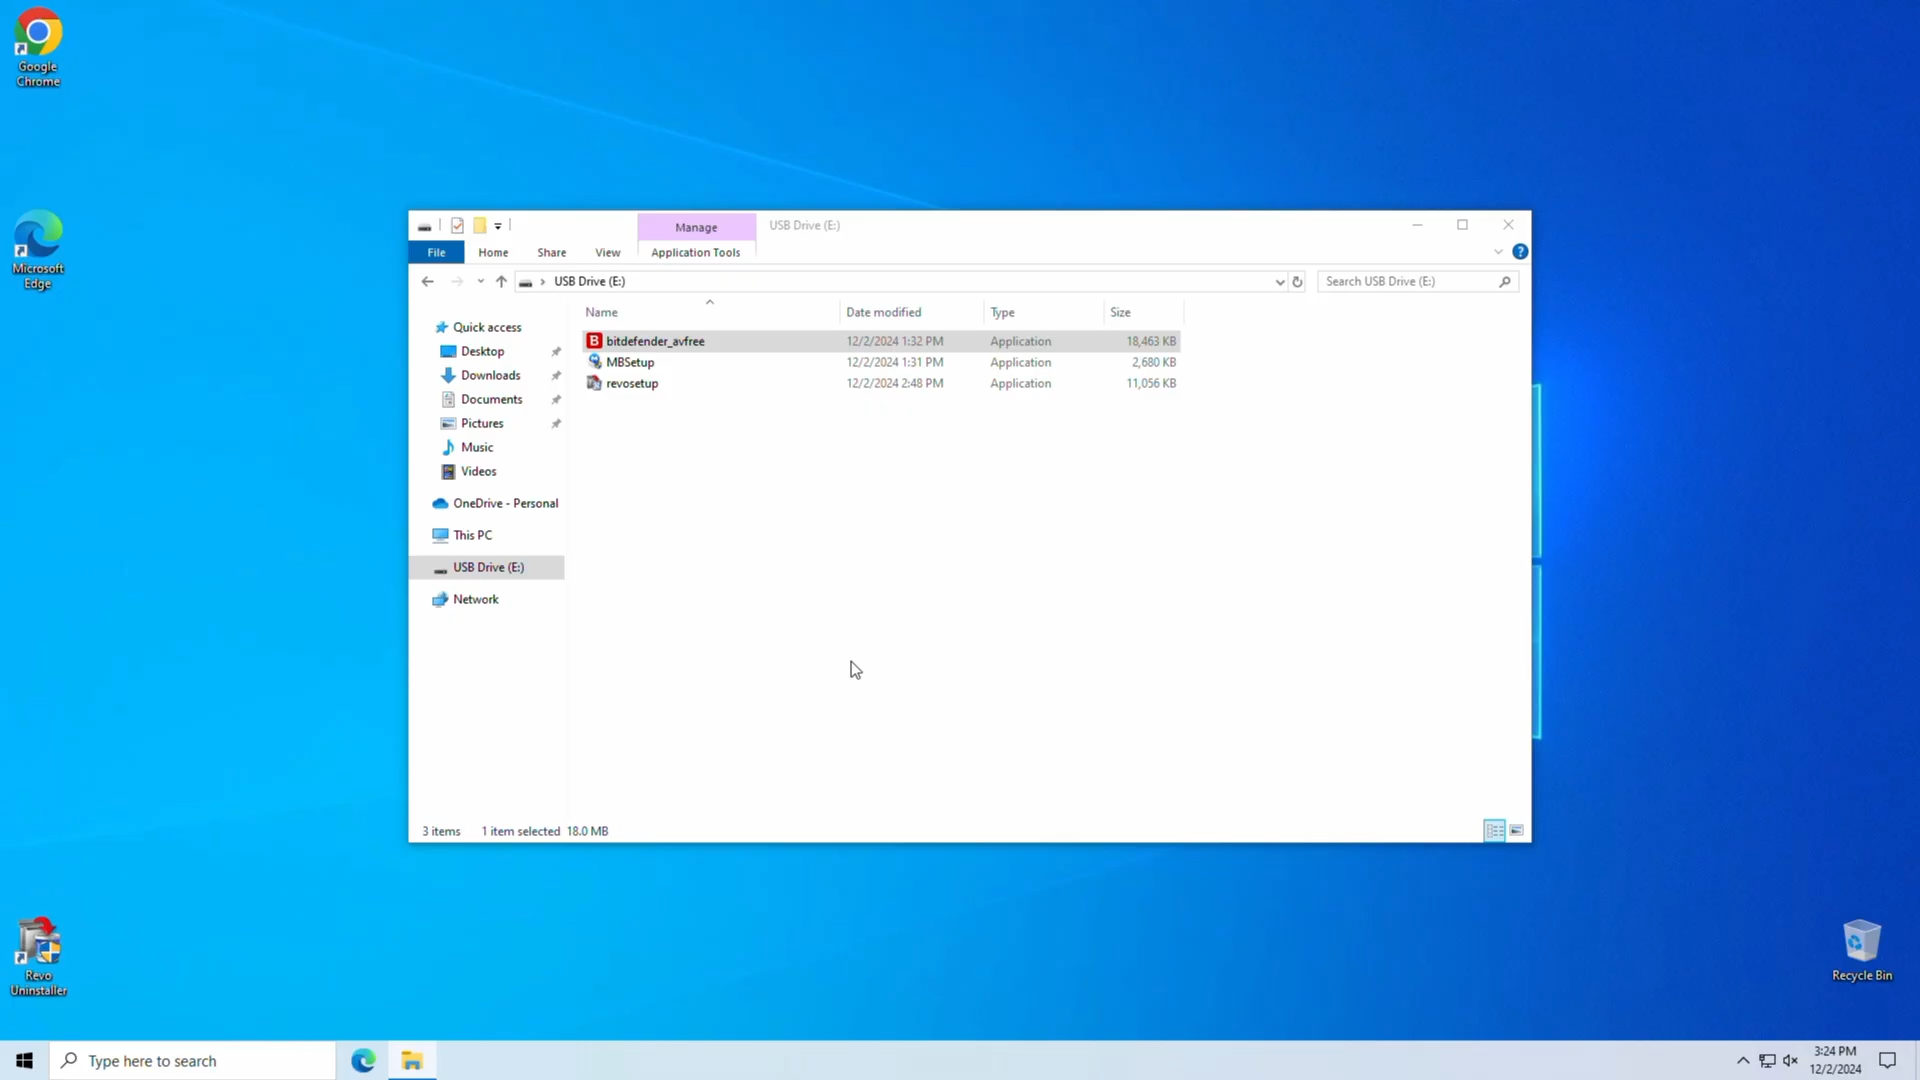 Google
Chrome
Microsoft
Edge
Manage
USB Drive (E:)
File
Home
Share
View
Application Tools
USB Drive (E:)
Search USB Drive (E:)
Name
Date modified
Type
Size
Quick access
Desktop
Downloads
Documents
Pictures
Music
Videos
OneDrive - Personal
This PC
USB Drive (E:)
Network
bitdefender_avfree 12/2/2024 1:32 PM Application 18,463 KB
MBSetup 12/2/2024 1:31 PM Application 2,680 KB
revosetup 12/2/2024 2:48 PM Application 11,056 KB
3 items 1 item selected 18.0 MB
Revo
Uninstaller
Recycle Bin
Type here to search
3:24 PM
12/2/2024